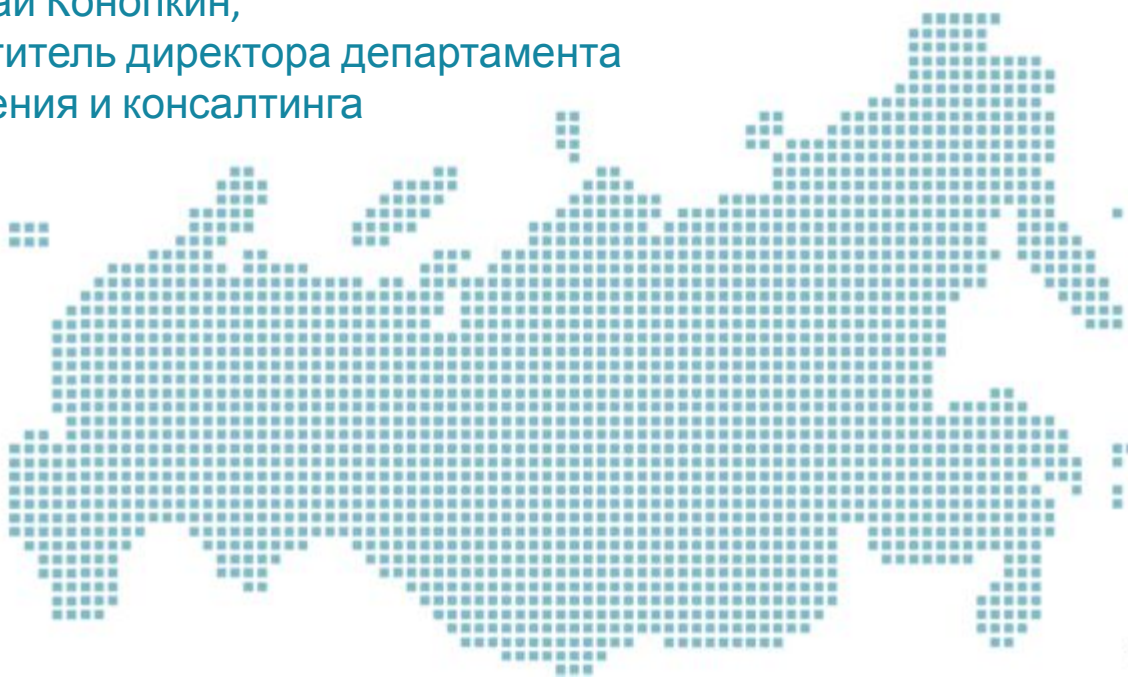 ай Конопкин,
титель директора департамента
ения и консалтинга